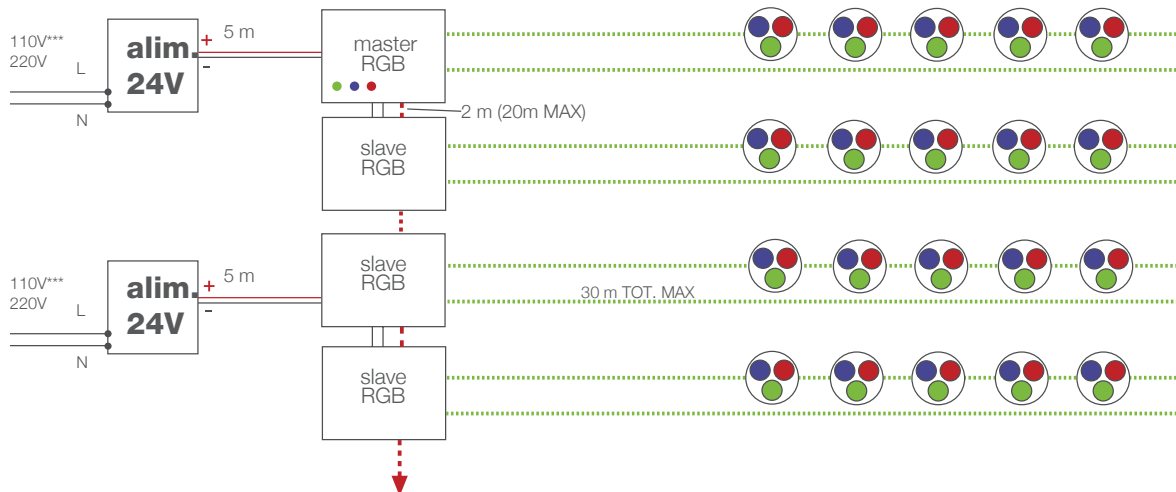 110V***
220V
L
N
alim.
24V
+
-
5 m
master
RGB
2 m (20m MAX)
slave
RGB
110V***
220V
L
N
alim.
24V
+
-
5 m
slave
RGB
30 m TOT. MAX
slave
RGB